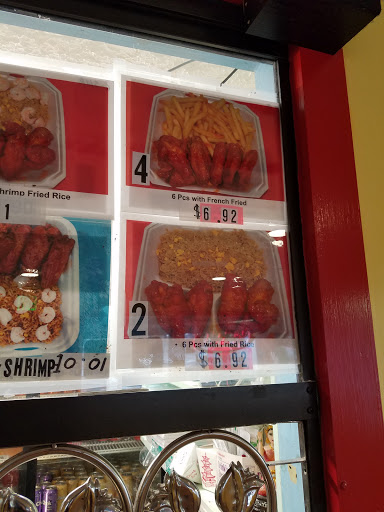 4
6 Pcs with French Fried
$6.92
Shrimp Fried Rice
1
2
6 Pcs with Fried Rice
$6.92
SHRIMP 10 01